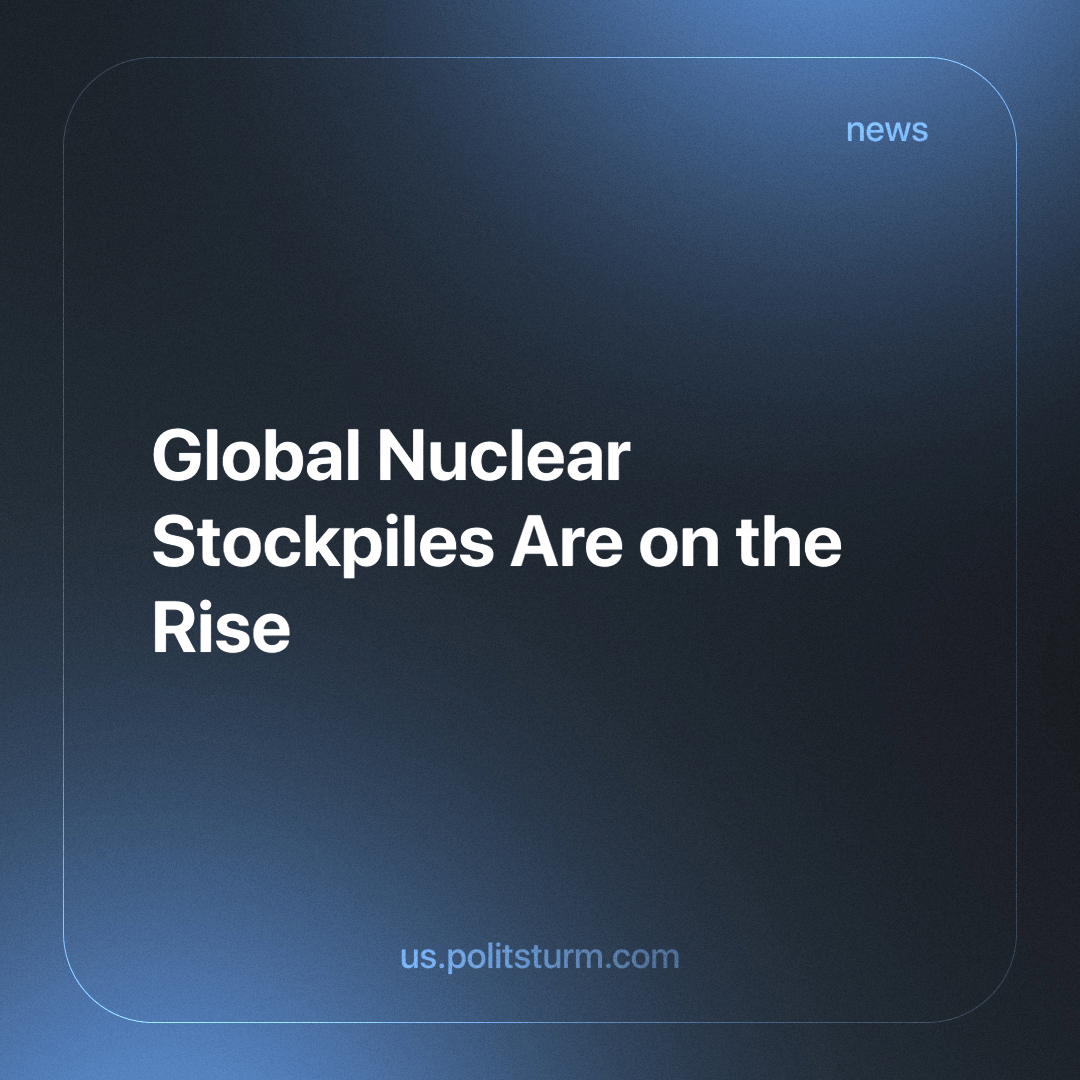 news
Global Nuclear
Stockpiles Are on the
Rise
us.politsturm.com